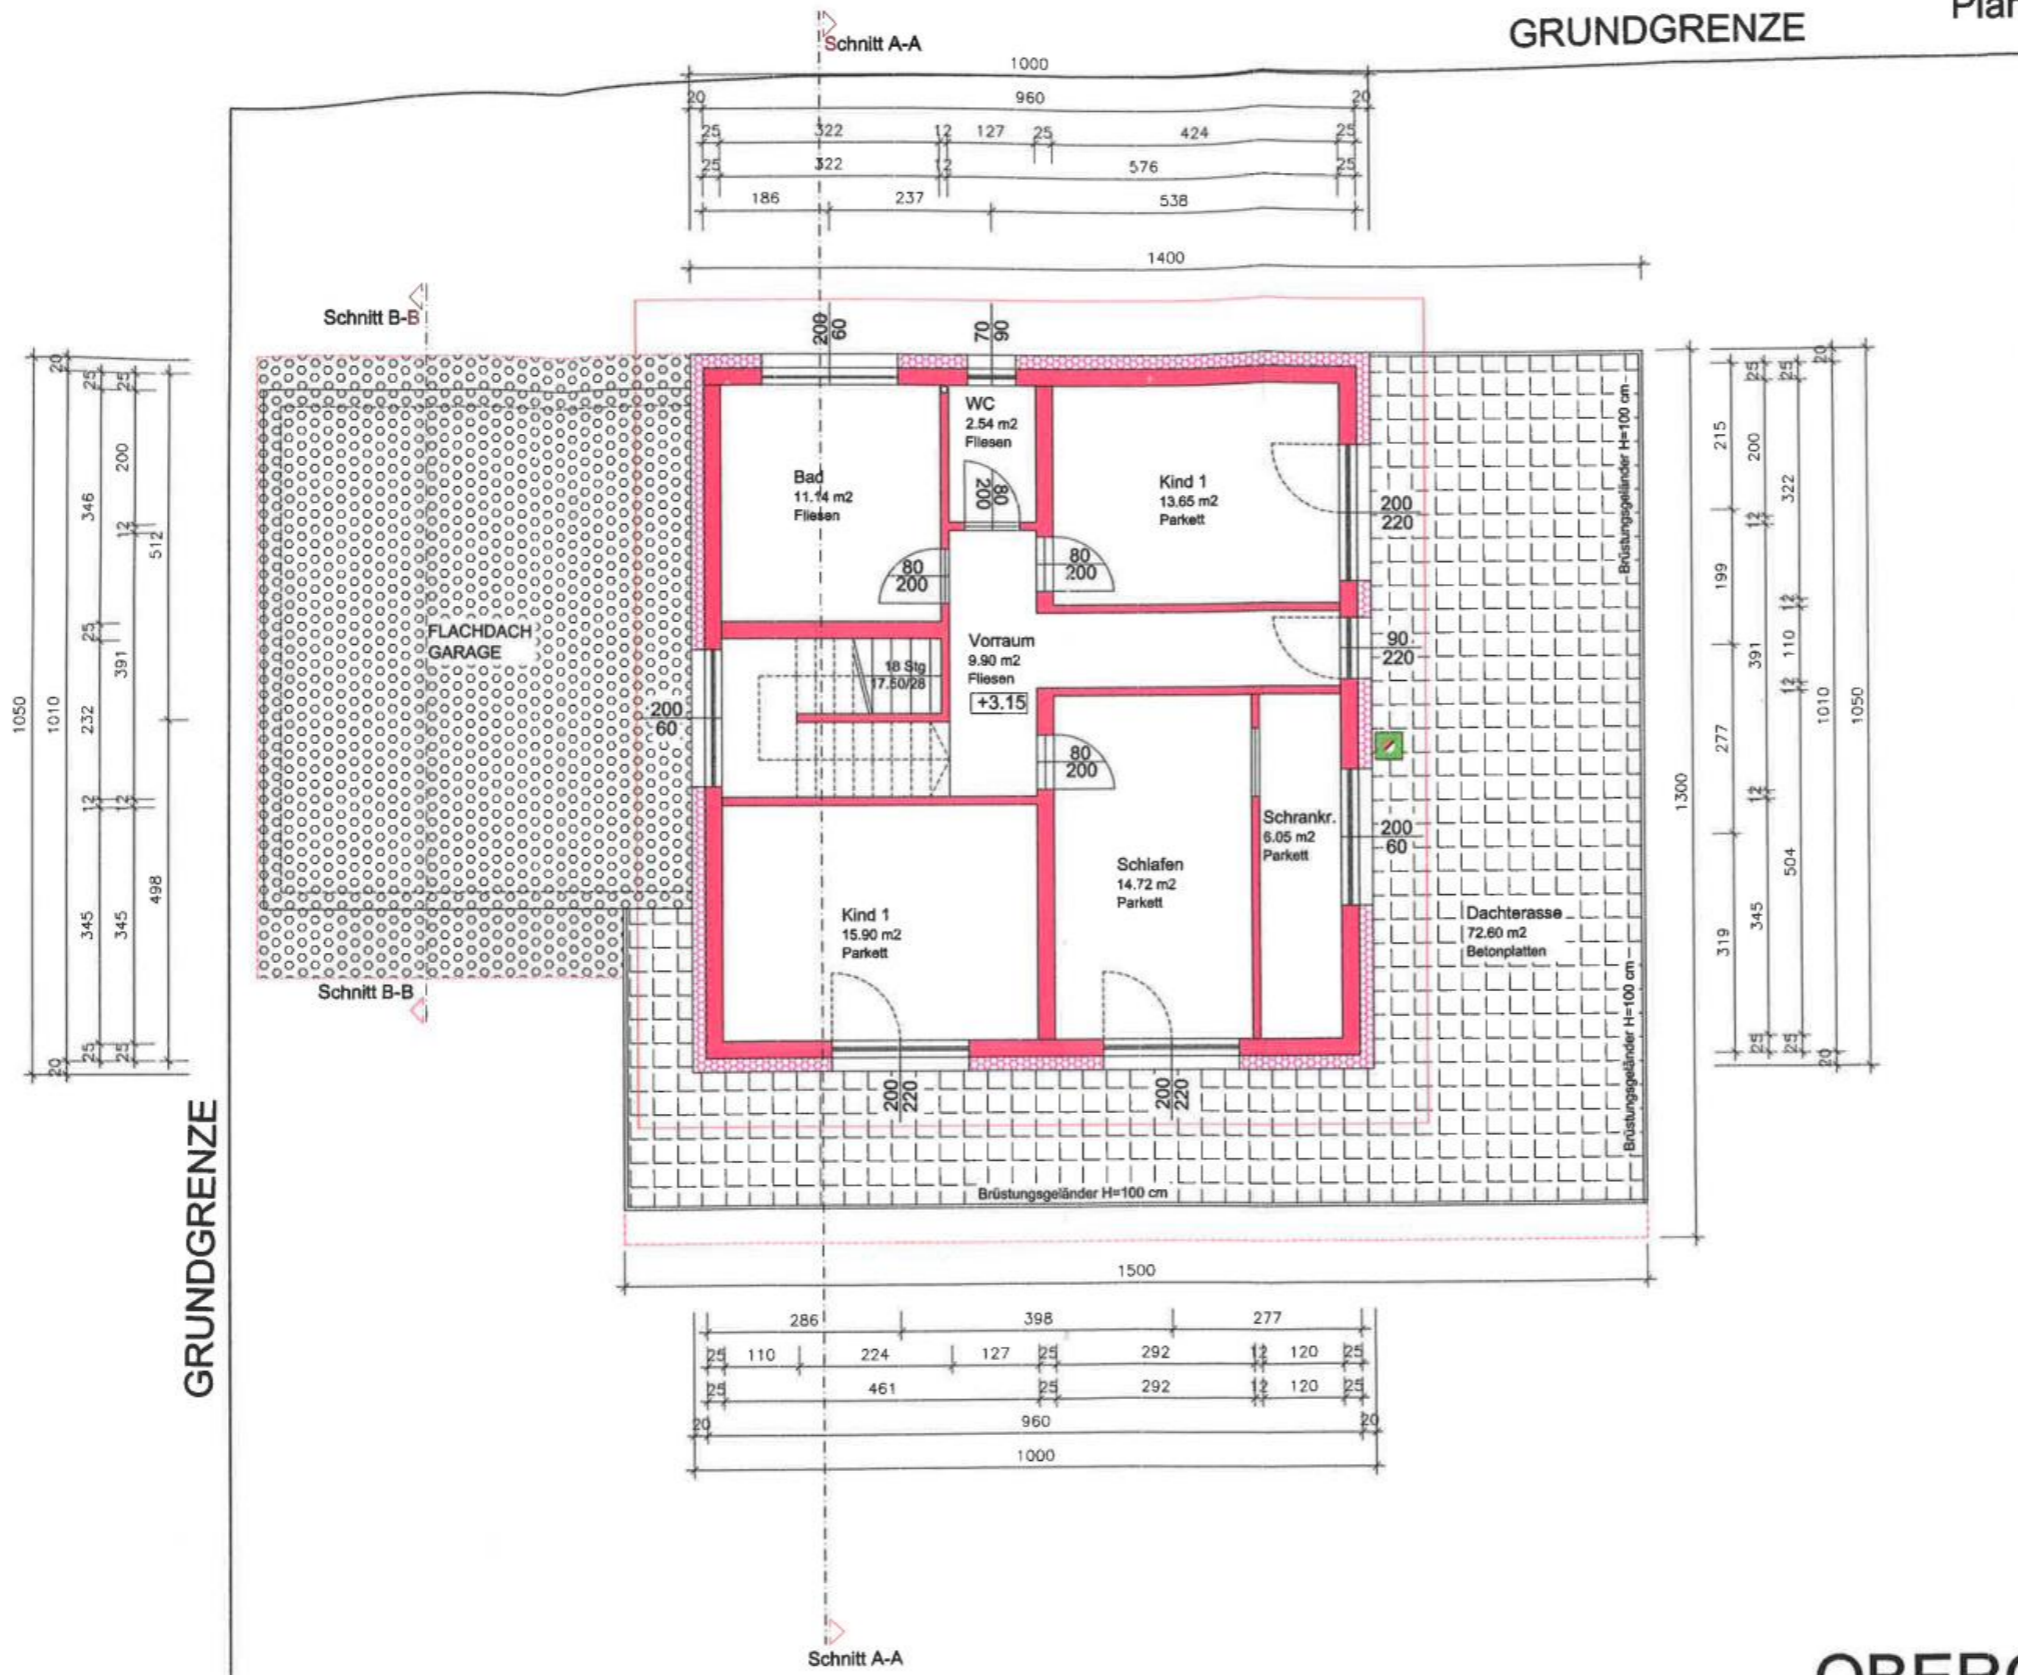 GRUNDGRENZE
Schnitt A-A
1000
20 960 20
25 322 12 127 25 424 25
25 322 12 576 25
186 237 538
1400
Schnitt B-B
200
60
70
90
WC
2.54 m2
Fliesen
80
200
Bad
11.14 m2
Fliesen
80
200
Kind 1
13.65 m2
Parkett
80
200
200
220
FLACHDACH
GARAGE
18 Stg
17.50/28
Vorraum
9.90 m2
Fliesen
+3.15
90
220
200
60
80
200
Schrankr.
6.05 m2
Parkett
200
60
Schlafen
14.72 m2
Parkett
Kind 1
15.90 m2
Parkett
Dachterasse
72.60 m2
Betonplatten
Brüstungsgeländer H=100 cm
Brüstungsgeländer H=100 cm
200
220
200
220
Brüstungsgeländer H=100 cm
Schnitt B-B
1050
20 1010 20
25 346 25 232 12 345 25
25 200 12 391 12 345 25
512 498
215 199 277 319
25 200 12 391 12 345 25
25 322 12 110 12 504 25
20 1010 20
1050
1300
GRUNDGRENZE
1500
286 398 277
25 110 224 127 25 292 12 120 25
25 461 25 292 12 120 25
20 960 20
1000
Schnitt A-A